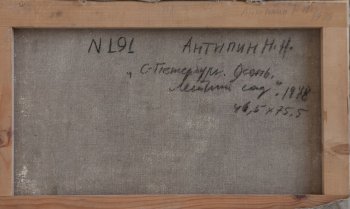 N 191 Антипин Н. Н.
"С-Петербург. Осень.
Летний сад". 1998
46,5 x 75,5